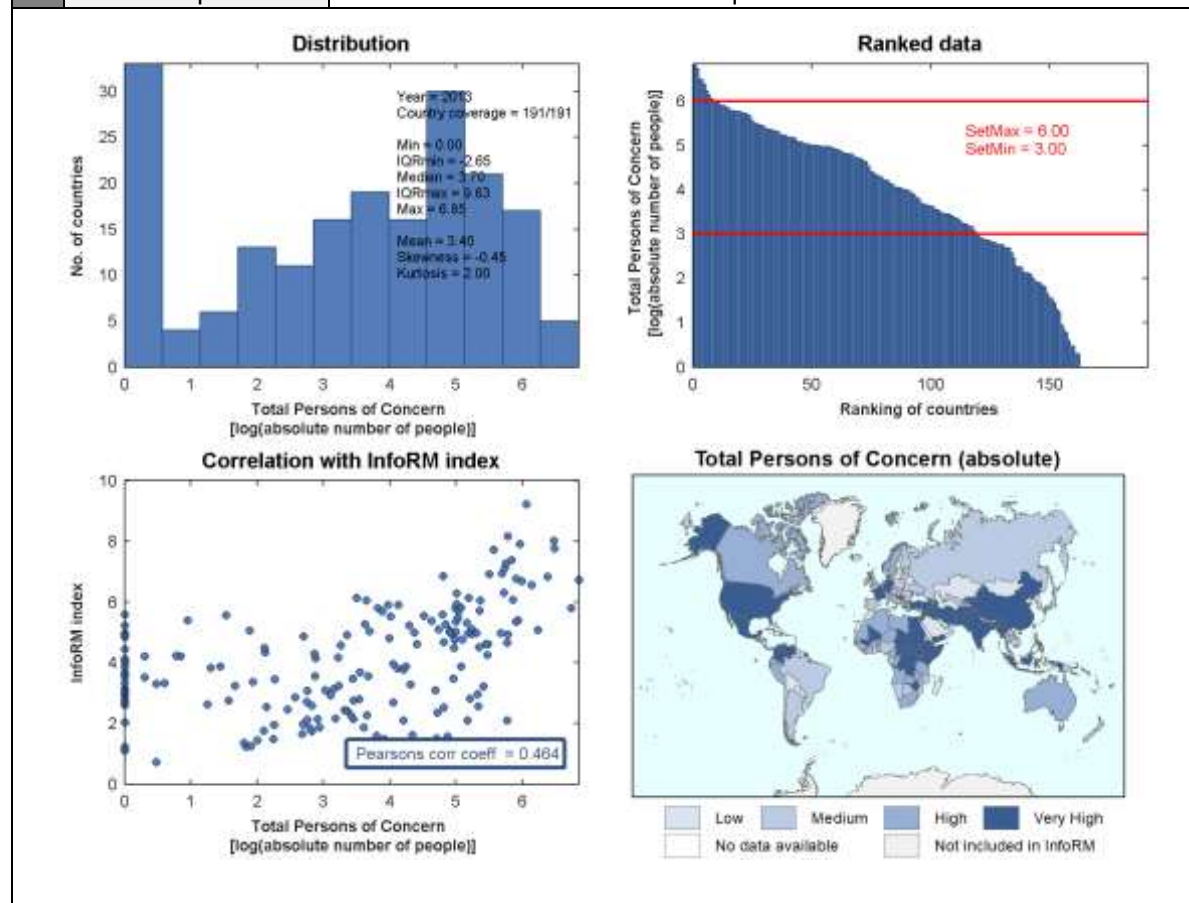 Distribution
No. of countries
30
25
20
15
10
5
0
Year = 2013
Country coverage = 191/191
Min = 0.00
IQRmin = -2.65
Median = 3.70
IQRmax = 9.63
Max = 6.85
Mean = 3.40
Skewness = -0.45
Kurtosis = 2.00
0 1 2 3 4 5 6
Total Persons of Concern
[log(absolute number of people)]
Ranked data
Total Persons of Concern
[log(absolute number of people)]
6
5
4
3
2
1
0
SetMax = 6.00
SetMin = 3.00
0 50 100 150
Ranking of countries
Correlation with InfoRM index
InfoRM index
10
8
6
4
2
0
Pearsons corr coeff = 0.464
0 1 2 3 4 5 6
Total Persons of Concern
[log(absolute number of people)]
Total Persons of Concern (absolute)
Low Medium High Very High
No data available Not included in InfoRM